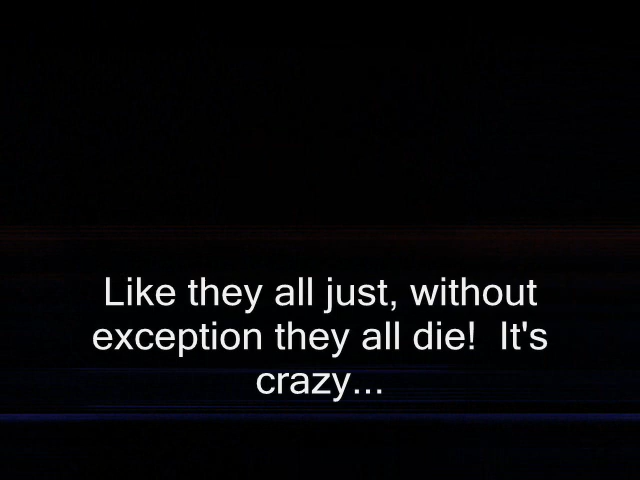 Like they all just, without
exception they all die!  It's
crazy...